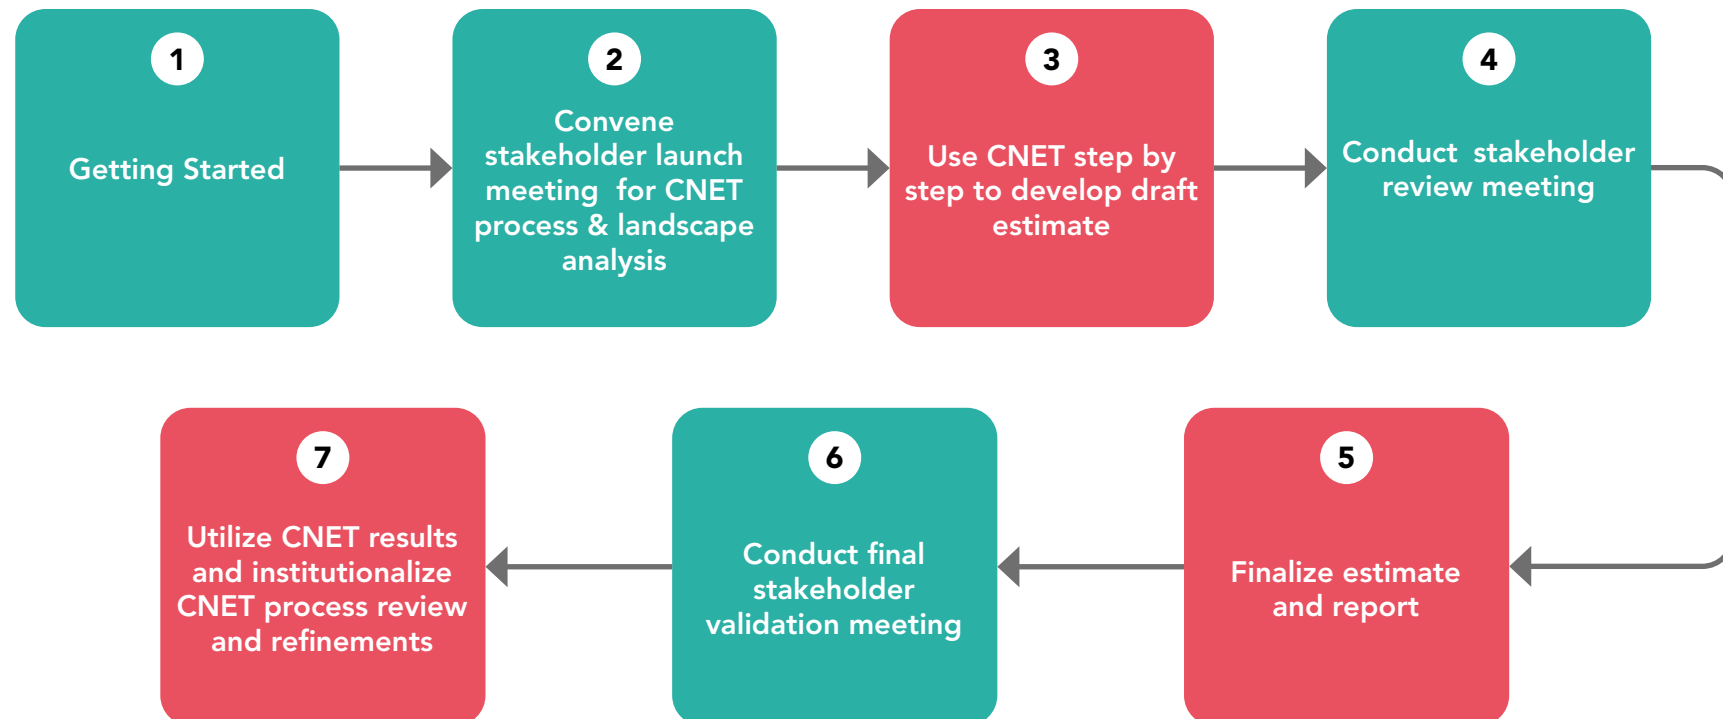 1
Getting Started
2
Convene
stakeholder launch
meeting for CNET
process & landscape
analysis
3
Use CNET step by
step to develop draft
estimate
4
Conduct stakeholder
review meeting
5
Finalize estimate
and report
6
Conduct final
stakeholder
validation meeting
7
Utilize CNET results
and institutionalize
CNET process review
and refinements